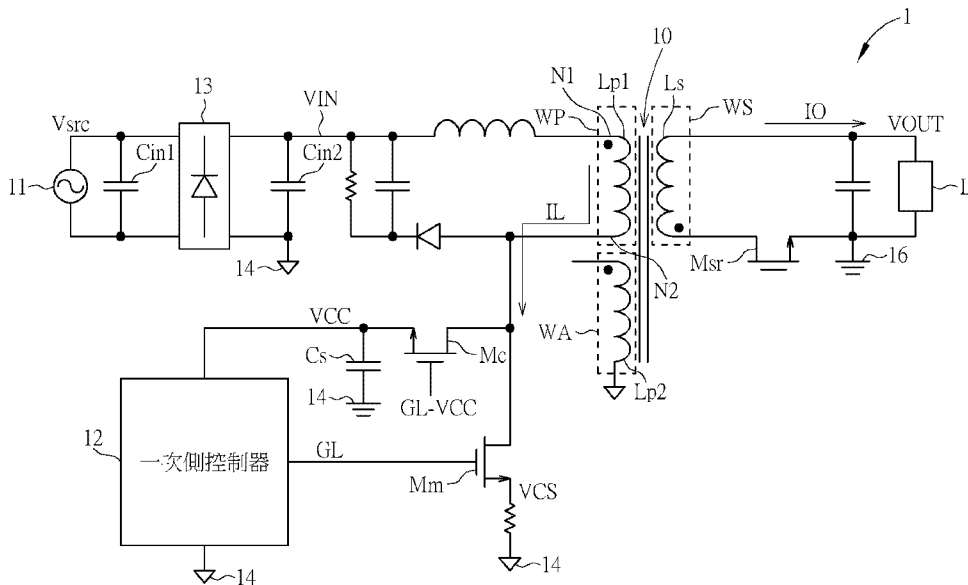 1
10
13
N1
Lp1
Ls
VIN
WP
WS
IO
Vsrc
VOUT
Cin1
Cin2
11
IL
14
Msr
16
N2
VCC
WA
Cs
Mc
Lp2
14
GL-VCC
12
一次側控制器
GL
Mm
VCS
14
14